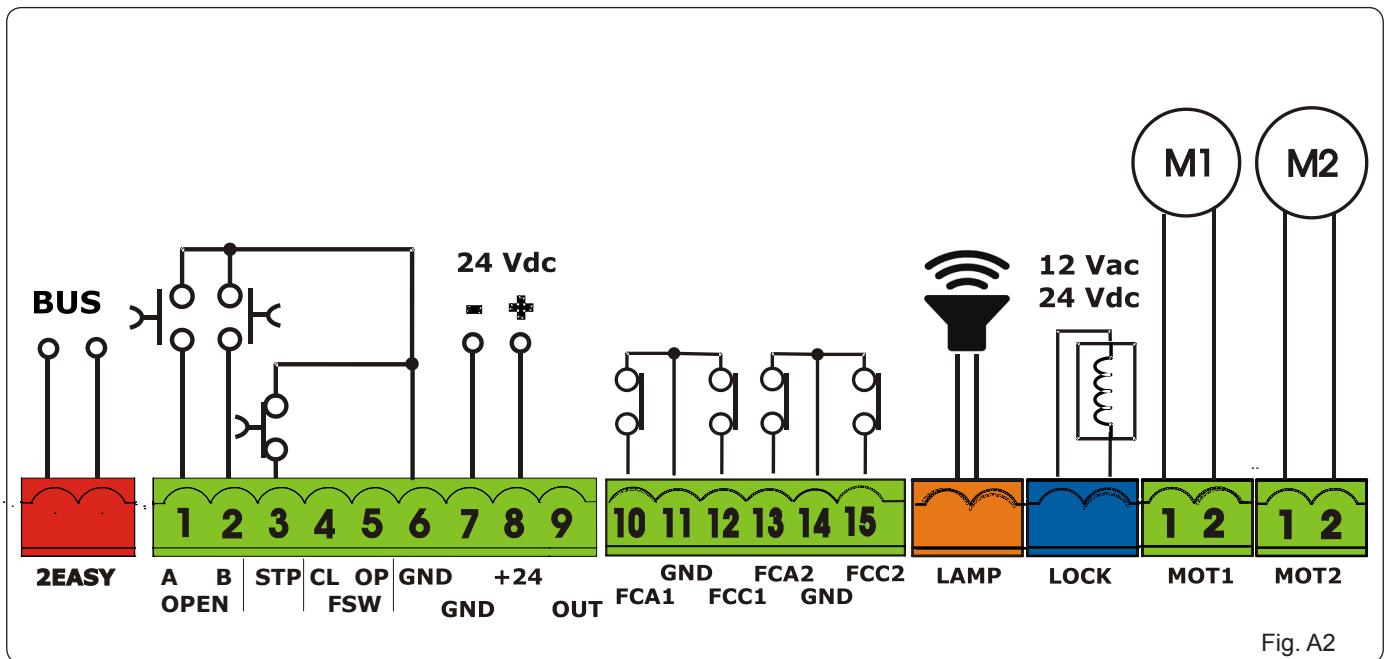 M1 M2
24 Vdc
12 Vac
24 Vdc
BUS
- +
1 2 3 4 5 6 7 8 9 10 11 12 13 14 15 1 2 1 2
2EASY A B STP CL OP GND +24 GND FCA2 FCC2 LAMP LOCK MOT1 MOT2
OPEN FSW GND OUT FCA1 FCC1 GND
Fig. A2